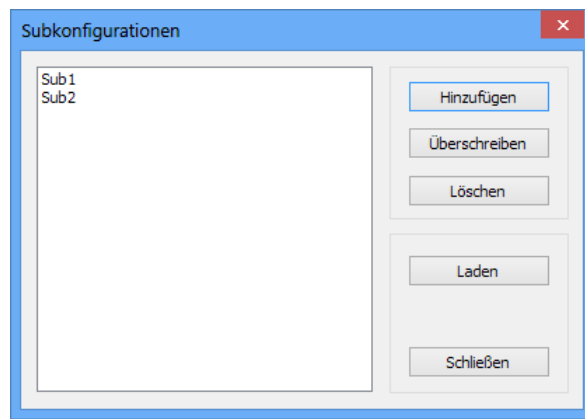 Subkonfigurationen
Sub1
Sub2
Hinzufügen
Überschreiben
Löschen
Laden
Schließen